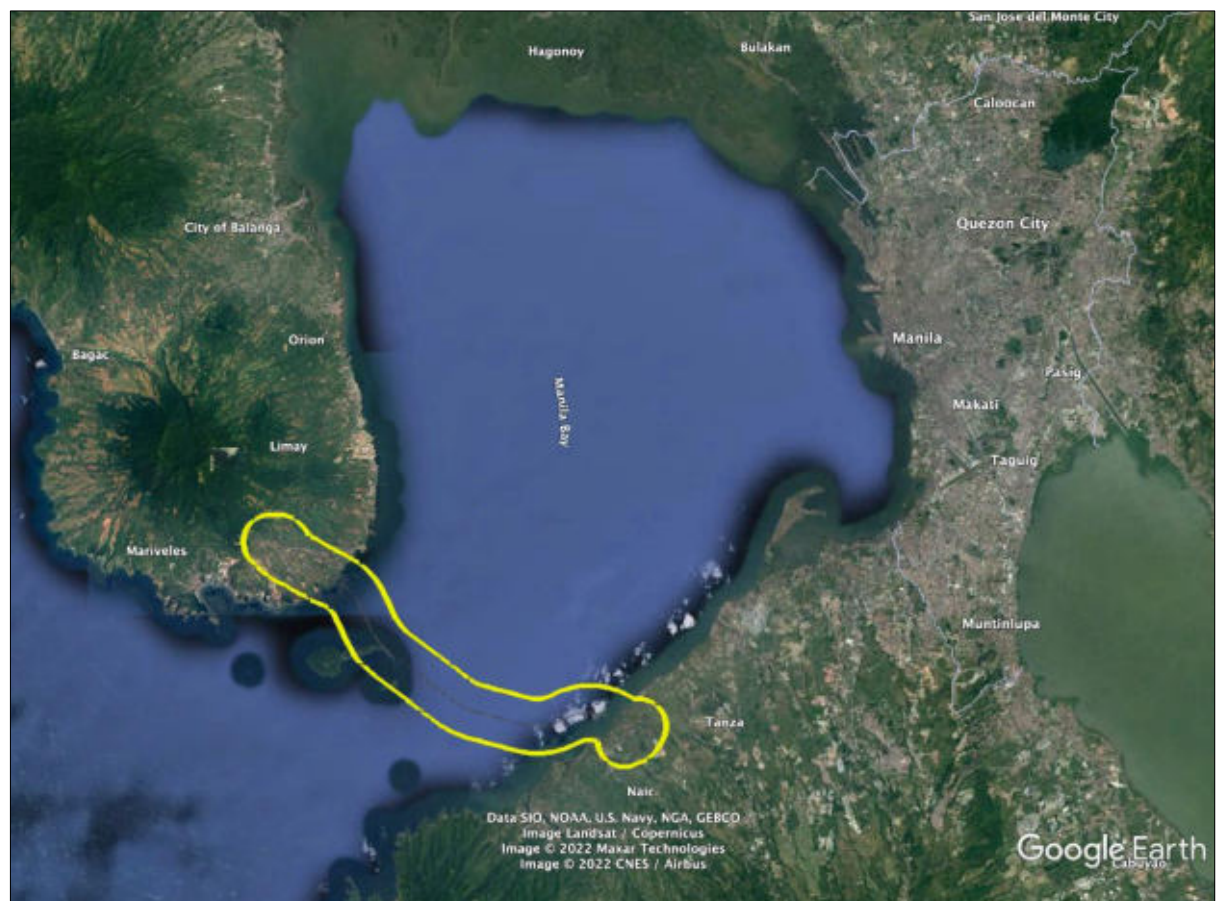 San Jose del Monte City
Hagonoy
Bulakan
Caloocan
City of Balanga
Quezon City
Orion
Manila
Bagac
Pasig
Manila Bay
Makati
Limay
Taguig
Mariveles
Muntinlupa
Tanza
Naic
Data SIO, NOAA, U.S. Navy, NGA, GEBCO
Image Landsat / Copernicus
Image © 2022 Maxar Technologies
Image © 2022 CNES / Airbus
Google Earth
Cabuyao